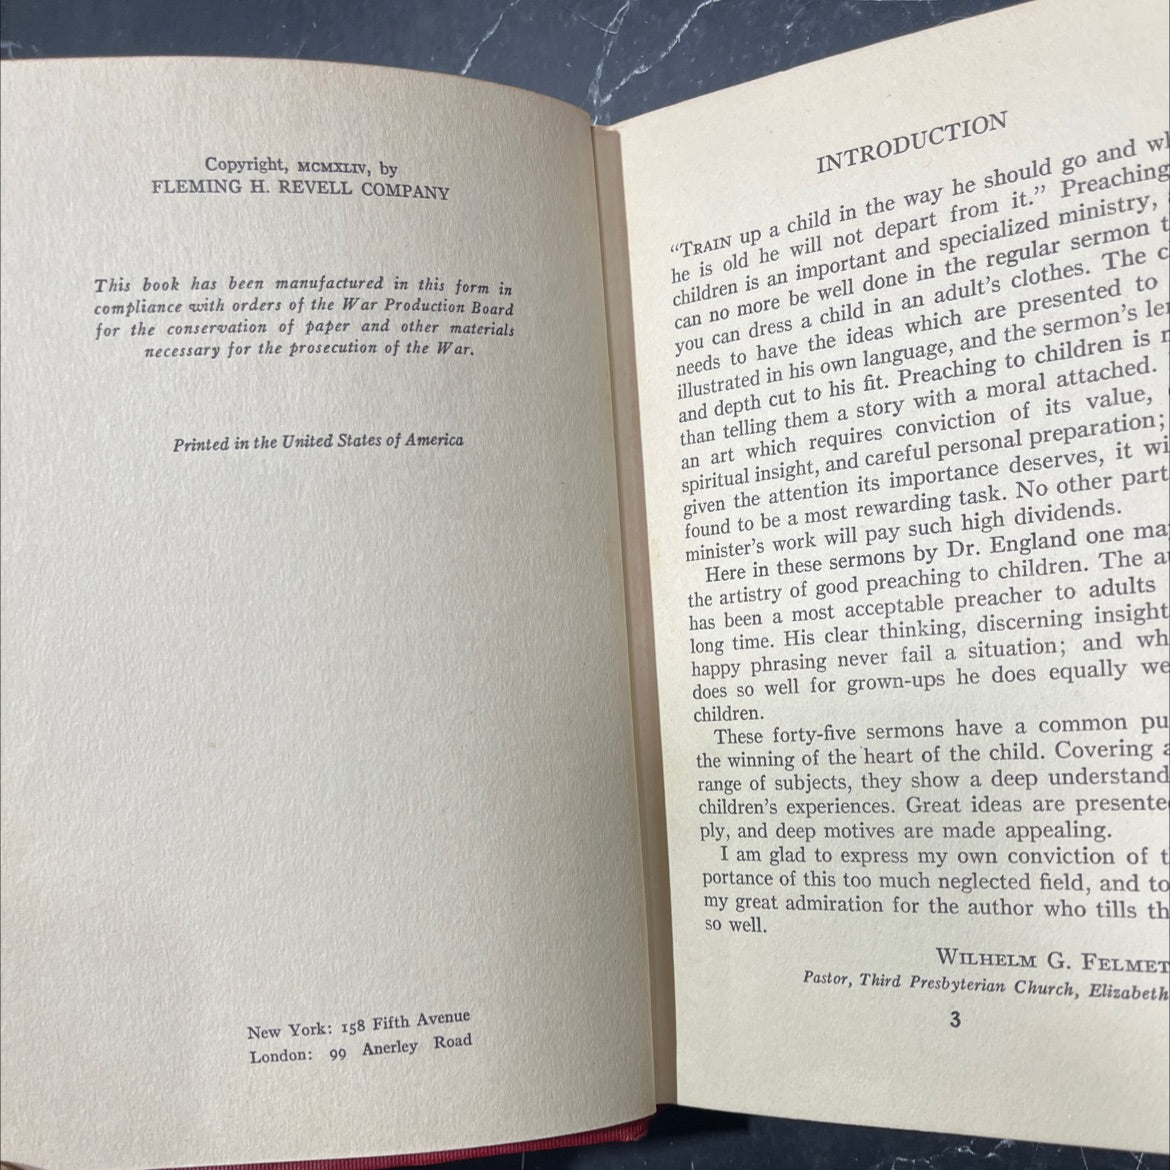 Copyright, MCMXLIV, by
FLEMING H. REVELL COMPANY
This book has been manufactured in this form in
compliance with orders of the War Production Board
for the conservation of paper and other materials
necessary for the prosecution of the War.
Printed in the United States of America
New York: 158 Fifth Avenue
London: 99 Anerley Road
INTRODUCTION
“TRAIN up a child in the way he should go and
he is old he will not depart from it.” Preaching
children is an important and specialized ministry,
can no more be well done in the regular sermon
you can dress a child in an adult’s clothes. The
needs to have the ideas which are presented to
illustrated in his own language, and the sermon’s
and depth cut to his fit. Preaching to children is
than telling them a story with a moral attached.
an art which requires conviction of its value,
spiritual insight, and careful personal preparation;
given the attention its importance deserves, it
found to be a most rewarding task. No other part
minister’s work will pay such high dividends.
Here in these sermons by Dr. England one
the artistry of good preaching to children. The
has been a most acceptable preacher to adults
long time. His clear thinking, discerning insight
happy phrasing never fail a situation; and
does so well for grown-ups he does equally
children.
These forty-five sermons have a common
the winning of the heart of the child. Covering
range of subjects, they show a deep
children’s experiences. Great ideas are
ply, and deep motives are made appealing.
I am glad to express my own conviction of
portance of this too much neglected field, and to
my great admiration for the author who tills
so well.
WILHELM G. FELMET
Pastor, Third Presbyterian Church, Elizabeth
3